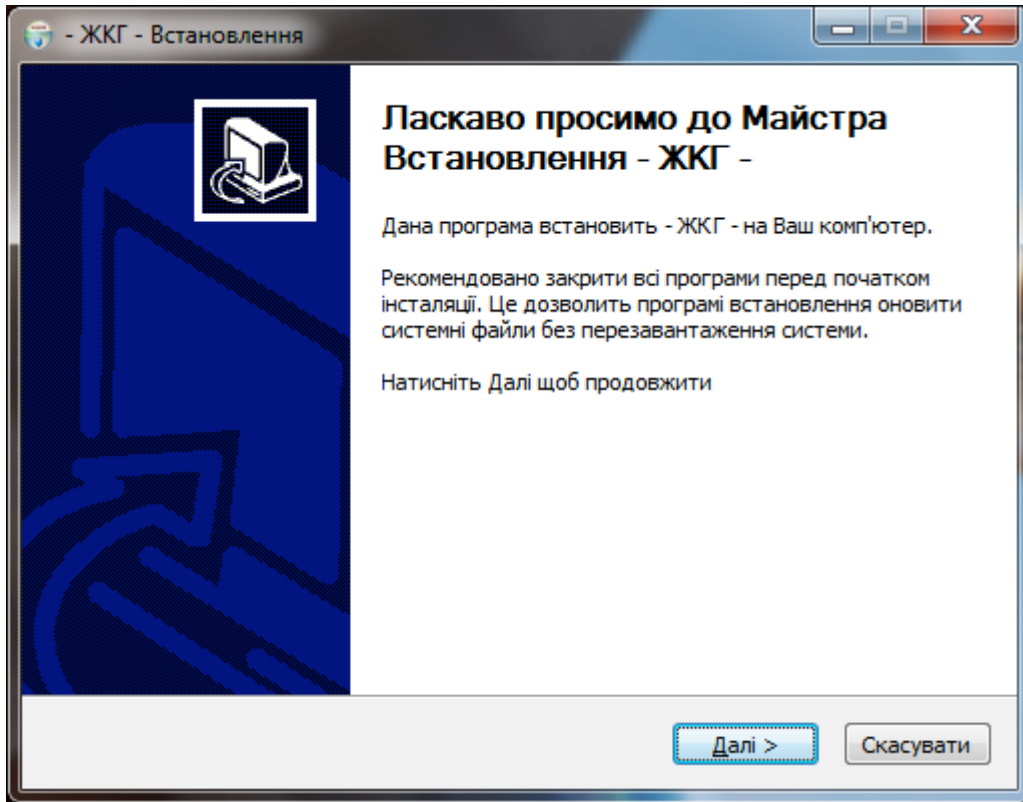 - ЖКГ - Встановлення
Ласкаво просимо до Майстра
Встановлення - ЖКГ -
Дана програма встановить - ЖКГ - на Ваш комп'ютер.
Рекомендовано закрити всі програми перед початком
інсталяції. Це дозволить програмі встановлення оновити
системні файли без перезавантаження системи.
Натисніть Далі щоб продовжити
Далі >
Скасувати